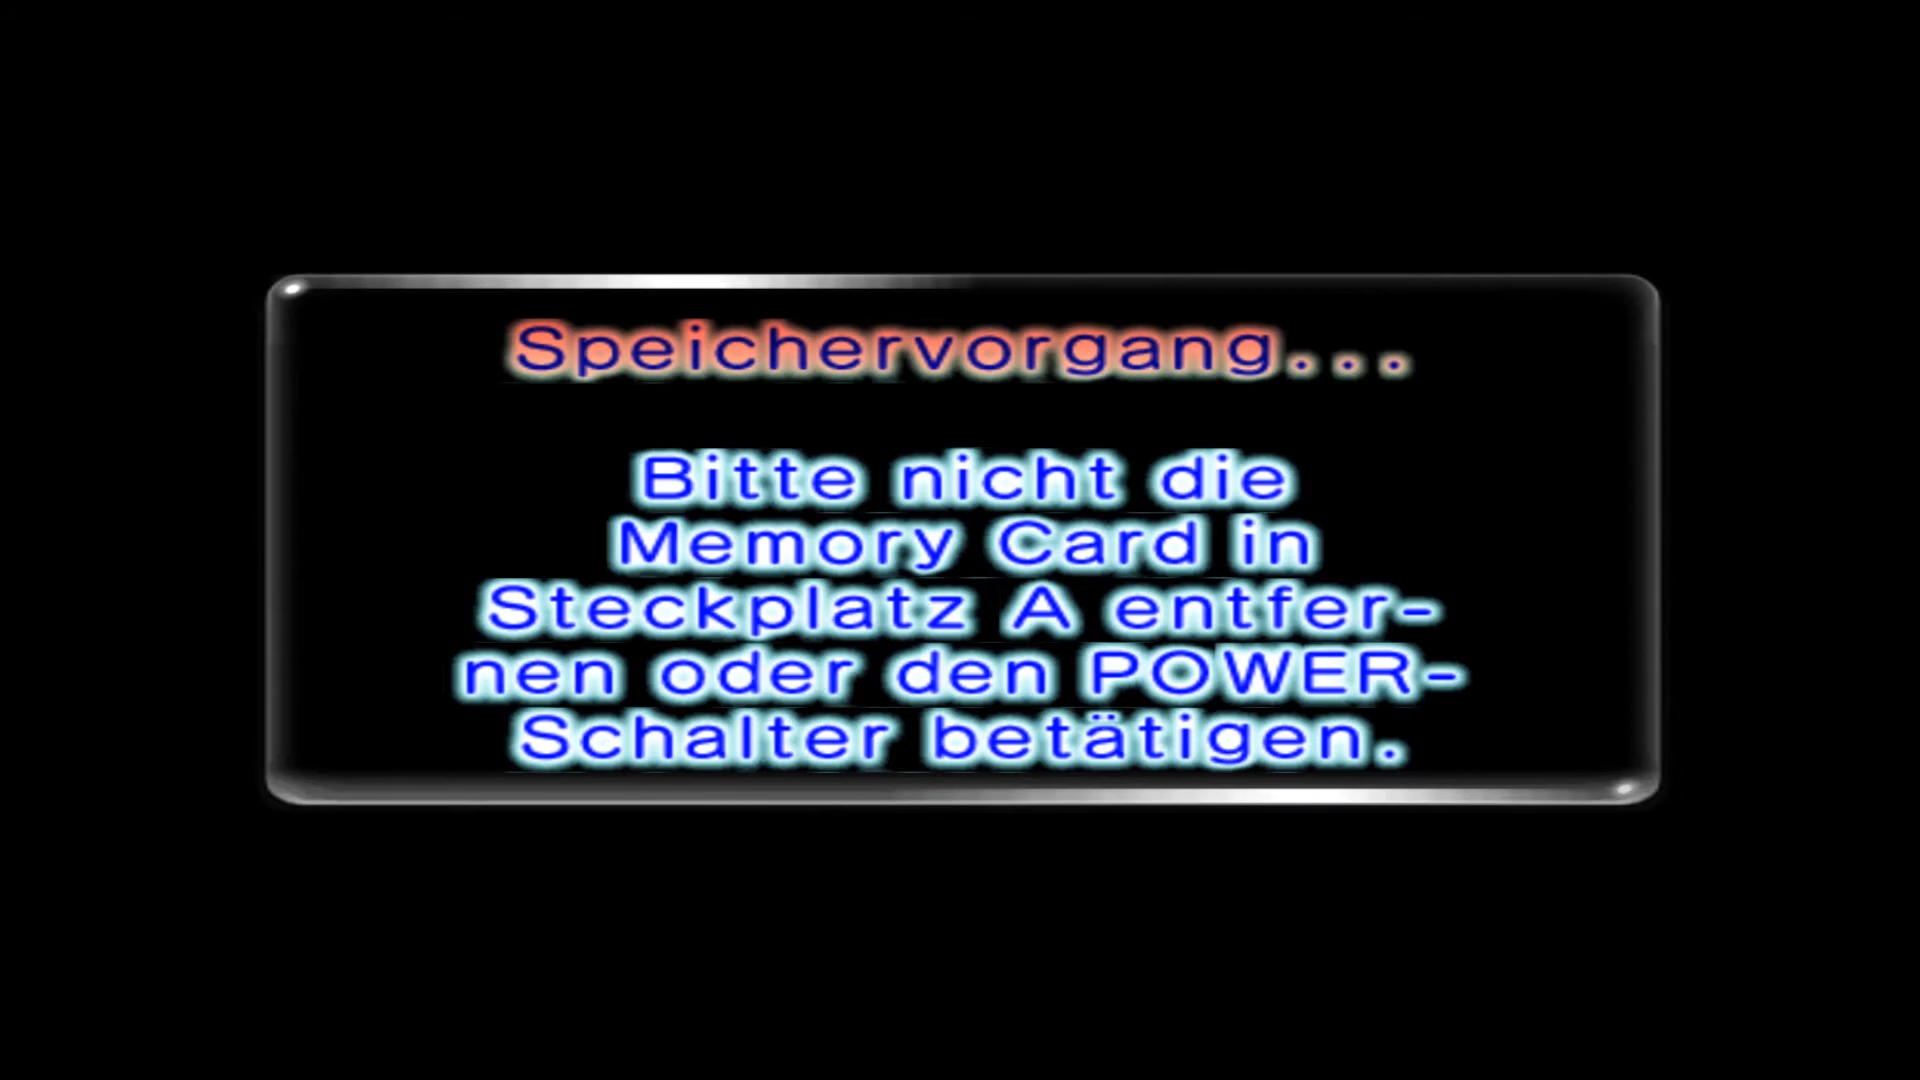 Speichervorgang...
Bitte nicht die
Memory Card in
Steckplatz A entfer-
nen oder den POWER-
Schalter betätigen.